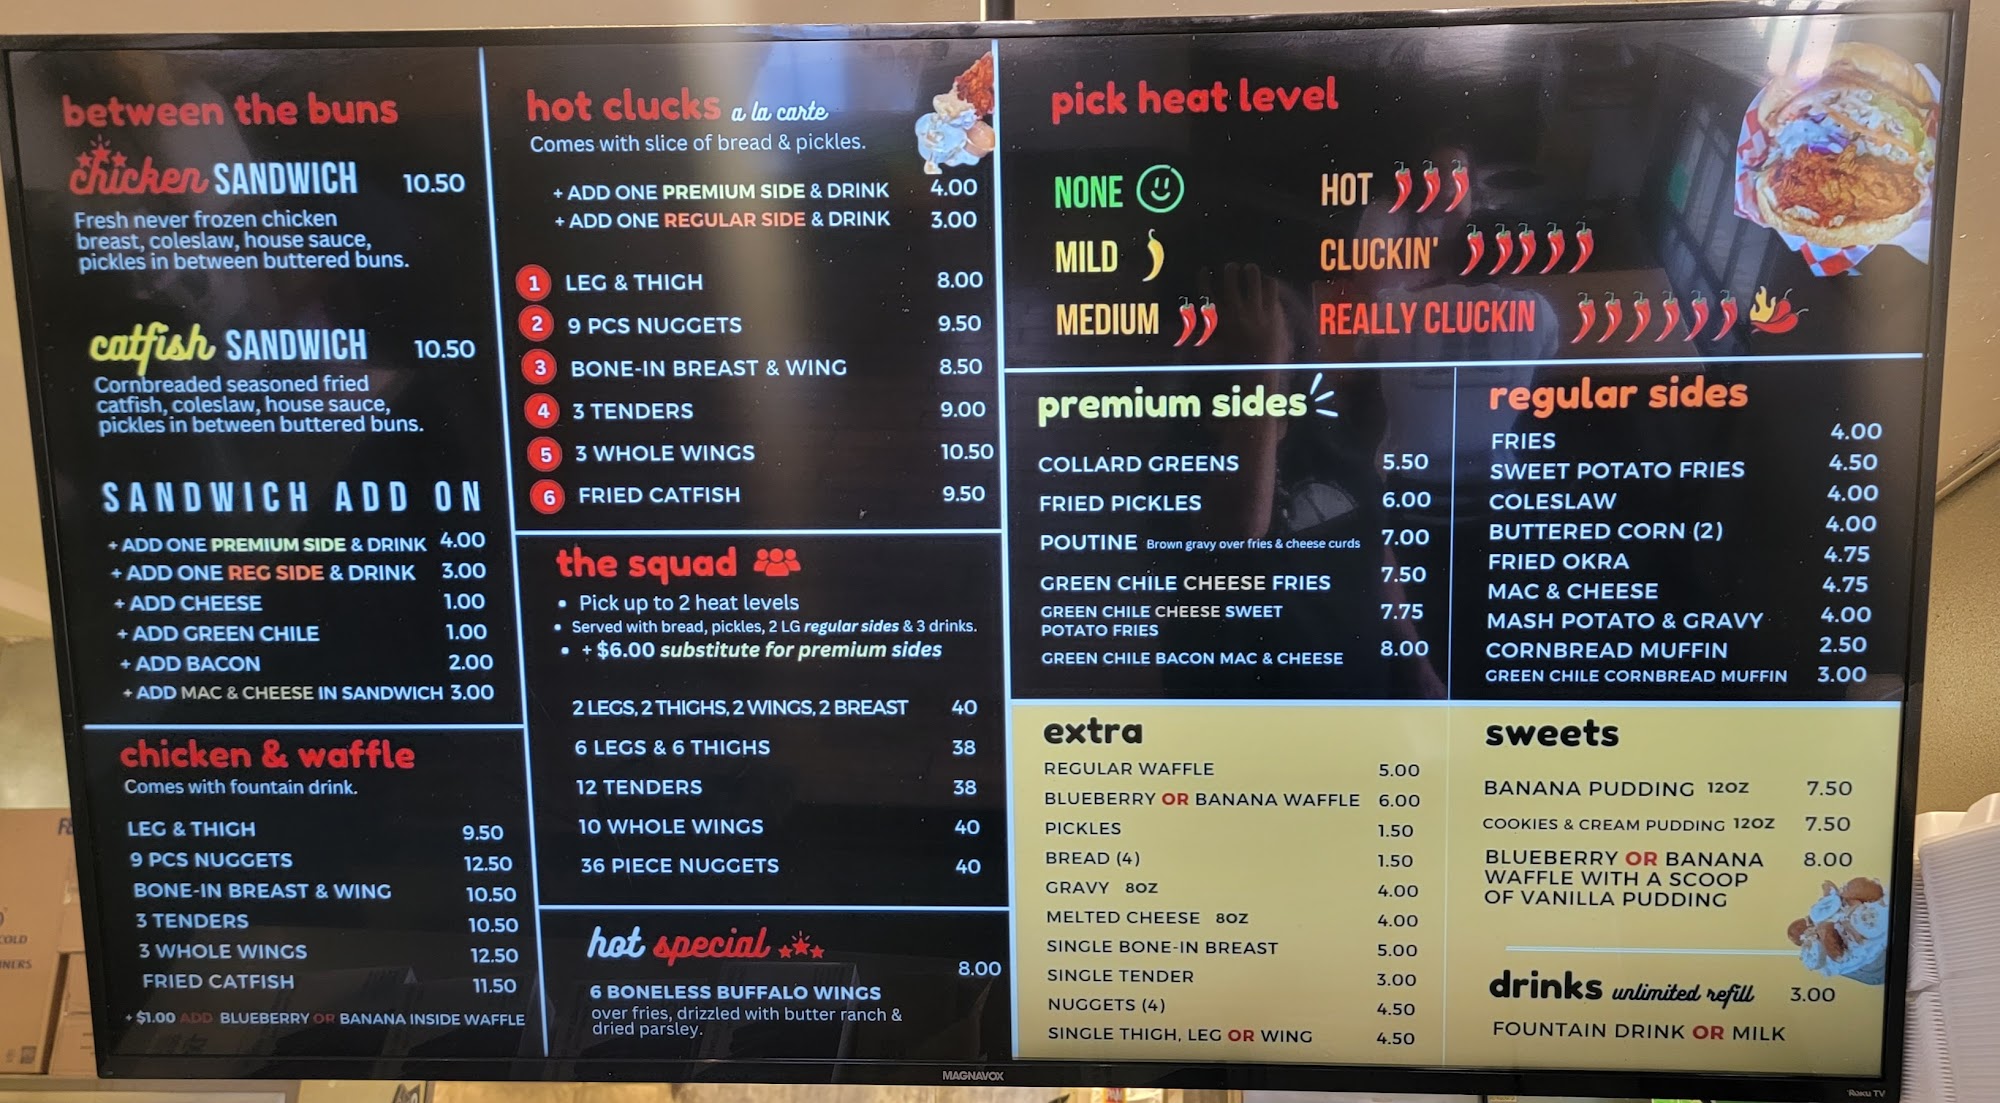 between the buns
chicken SANDWICH 10.50
Fresh never frozen chicken
breast, coleslaw, house sauce,
pickles in between buttered buns.
catfish SANDWICH 10.50
Cornbreaded seasoned fried
catfish, coleslaw, house sauce,
pickles in between buttered buns.
SANDWICH ADD ON
+ ADD ONE PREMIUM SIDE & DRINK 4.00
+ ADD ONE REG SIDE & DRINK 3.00
+ ADD CHEESE 1.00
+ ADD GREEN CHILE 1.00
+ ADD BACON 2.00
+ ADD MAC & CHEESE IN SANDWICH 3.00
chicken & waffle
Comes with fountain drink.
LEG & THIGH 9.50
9 PCS NUGGETS 12.50
BONE-IN BREAST & WING 10.50
3 TENDERS 10.50
3 WHOLE WINGS 12.50
FRIED CATFISH 11.50
+ $1.00 ADD BLUEBERRY OR BANANA INSIDE WAFFLE
hot clucks a la carte
Comes with slice of bread & pickles.
+ ADD ONE PREMIUM SIDE & DRINK 4.00
+ ADD ONE REGULAR SIDE & DRINK 3.00
1 LEG & THIGH 8.00
2 9 PCS NUGGETS 9.50
3 BONE-IN BREAST & WING 8.50
4 3 TENDERS 9.00
5 3 WHOLE WINGS 10.50
6 FRIED CATFISH 9.50
the squad
• Pick up to 2 heat levels
• Served with bread, pickles, 2 LG regular sides & 3 drinks.
• + $6.00 substitute for premium sides
2 LEGS, 2 THIGHS, 2 WINGS, 2 BREAST 40
6 LEGS & 6 THIGHS 38
12 TENDERS 38
10 WHOLE WINGS 40
36 PIECE NUGGETS 40
hot special
8.00
6 BONELESS BUFFALO WINGS
over fries, drizzled with butter ranch &
dried parsley.
pick heat level
NONE
MILD
MEDIUM
HOT
CLUCKIN'
REALLY CLUCKIN
premium sides
COLLARD GREENS 5.50
FRIED PICKLES 6.00
POUTINE Brown gravy over fries & cheese curds 7.00
GREEN CHILE CHEESE FRIES 7.50
GREEN CHILE CHEESE SWEET 7.75
POTATO FRIES
GREEN CHILE BACON MAC & CHEESE 8.00
regular sides
FRIES 4.00
SWEET POTATO FRIES 4.50
COLESLAW 4.00
BUTTERED CORN (2) 4.00
FRIED OKRA 4.75
MAC & CHEESE 4.75
MASH POTATO & GRAVY 4.00
CORNBREAD MUFFIN 2.50
GREEN CHILE CORNBREAD MUFFIN 3.00
extra
REGULAR WAFFLE 5.00
BLUEBERRY OR BANANA WAFFLE 6.00
PICKLES 1.50
BREAD (4) 1.50
GRAVY 8OZ 4.00
MELTED CHEESE 8OZ 4.00
SINGLE BONE-IN BREAST 5.00
SINGLE TENDER 3.00
NUGGETS (4) 4.50
SINGLE THIGH, LEG OR WING 4.50
sweets
BANANA PUDDING 12OZ 7.50
COOKIES & CREAM PUDDING 12OZ 7.50
BLUEBERRY OR BANANA 8.00
WAFFLE WITH A SCOOP
OF VANILLA PUDDING
drinks unlimited refill 3.00
FOUNTAIN DRINK OR MILK
MAGNAVOX
Roku TV
COLD